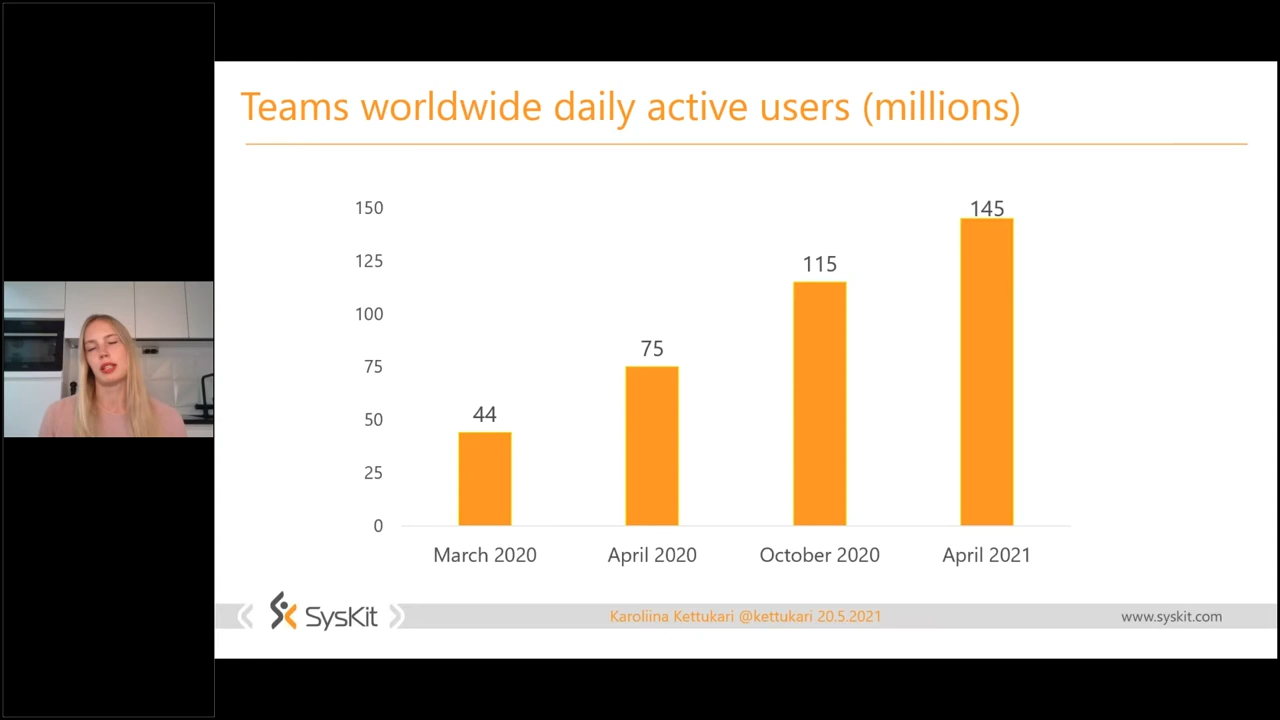 Teams worldwide daily active users (millions)
150
125
100
75
50
25
0
44
75
115
145
March 2020
April 2020
October 2020
April 2021
SysKit
Karoliina Kettukari @kettukari 20.5.2021
www.syskit.com